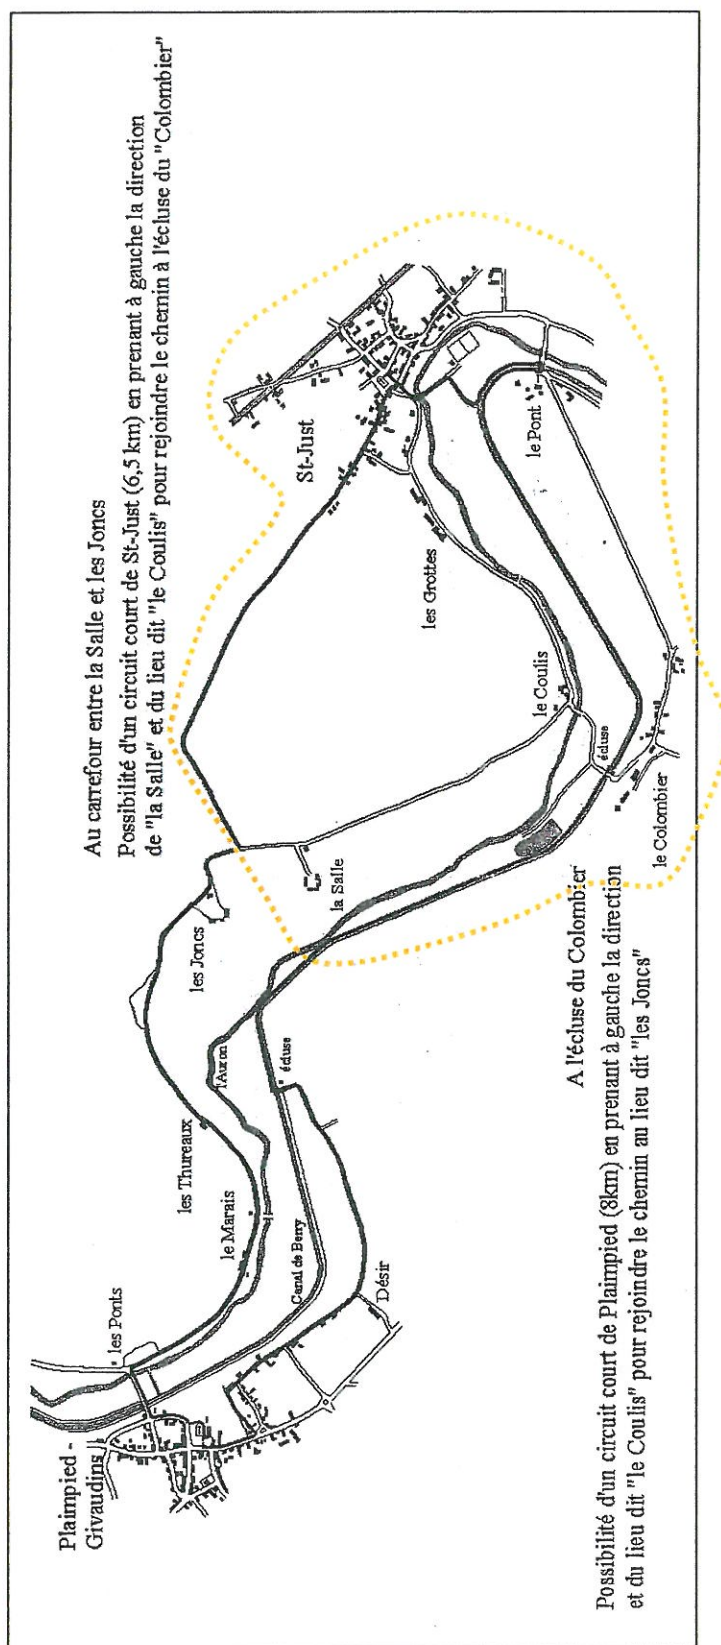 Au carrefour entre la Salle et les Joncs
Possibilité d'un circuit court de St-Just (6,5 km) en prenant à gauche la direction
de "la Salle" et du lieu dit "le Coulis" pour rejoindre le chemin à l'écluse du "Colombier"
Plaimpied -
Givaudins
les Ponts
le Marais
les Thureaux
les Joncs
l'Auron
écluse
Canal de Berry
Désir
la Salle
St-Just
les Grottes
le Coulis
le Pont
écluse
le Colombier
A l'écluse du Colombier
Possibilité d'un circuit court de Plaimpied (8km) en prenant à gauche la direction
et du lieu dit "le Coulis" pour rejoindre le chemin au lieu dit "les Joncs"